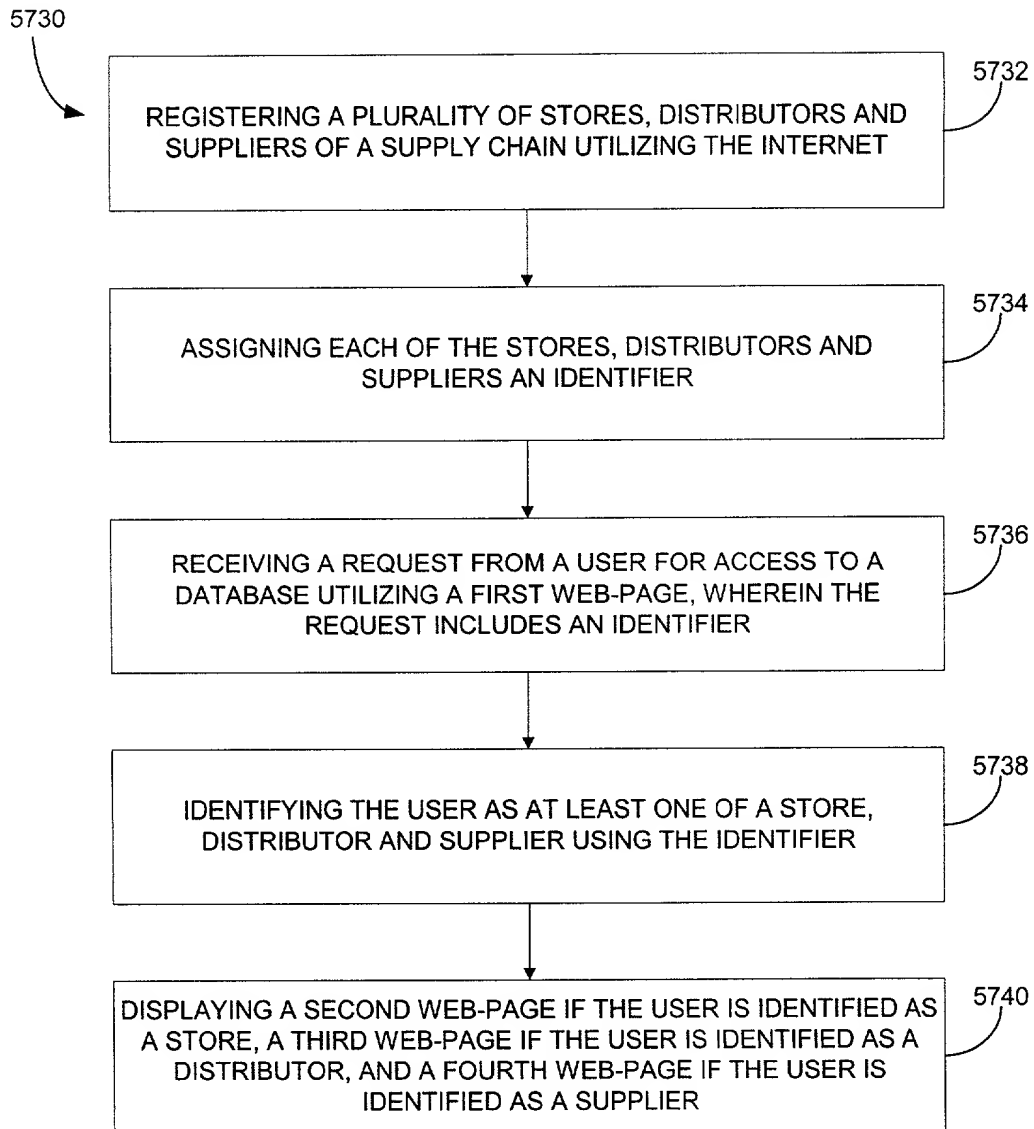 5730
5732
REGISTERING A PLURALITY OF STORES, DISTRIBUTORS AND
SUPPLIERS OF A SUPPLY CHAIN UTILIZING THE INTERNET
5734
ASSIGNING EACH OF THE STORES, DISTRIBUTORS AND
SUPPLIERS AN IDENTIFIER
5736
RECEIVING A REQUEST FROM A USER FOR ACCESS TO A
DATABASE UTILIZING A FIRST WEB-PAGE, WHEREIN THE
REQUEST INCLUDES AN IDENTIFIER
5738
IDENTIFYING THE USER AS AT LEAST ONE OF A STORE,
DISTRIBUTOR AND SUPPLIER USING THE IDENTIFIER
5740
DISPLAYING A SECOND WEB-PAGE IF THE USER IS IDENTIFIED AS
A STORE, A THIRD WEB-PAGE IF THE USER IS IDENTIFIED AS A
DISTRIBUTOR, AND A FOURTH WEB-PAGE IF THE USER IS
IDENTIFIED AS A SUPPLIER